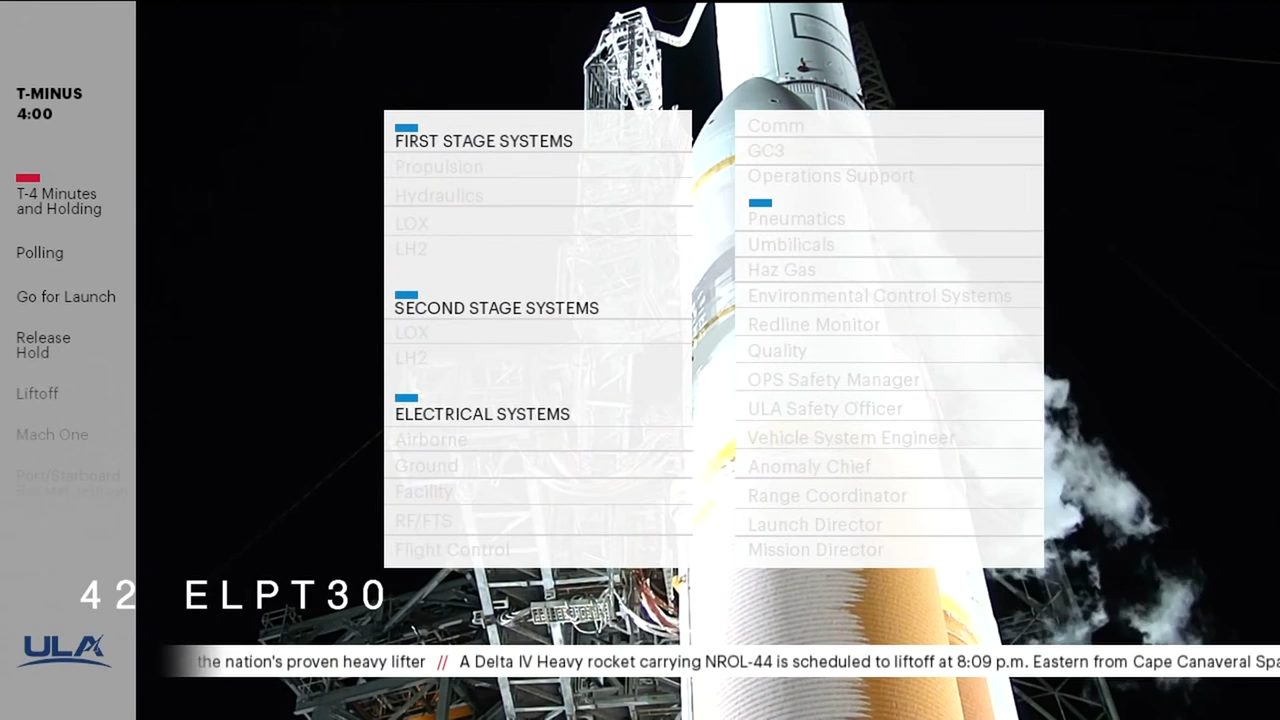 T-MINUS
4:00
T-4 Minutes
and Holding
Polling
Go for Launch
Release
Hold
Liftoff
Mach One
Port/Starboard
FIRST STAGE SYSTEMS
Propulsion
Hydraulics
LOX
LH2
SECOND STAGE SYSTEMS
LOX
LH2
ELECTRICAL SYSTEMS
Airborne
Ground
Facility
RF/FTS
Flight Control
Comm
GC3
Operations Support
Pneumatics
Umbilicals
Haz Gas
Environmental Control Systems
Redline Monitor
Quality
OPS Safety Manager
ULA Safety Officer
Vehicle System Engineer
Anomaly Chief
Range Coordinator
Launch Director
Mission Director
42 ELPT30
ULA
the nation's proven heavy lifter // A Delta IV Heavy rocket carrying NROL-44 is scheduled to liftoff at 8:09 p.m. Eastern from Cape Canaveral Spa